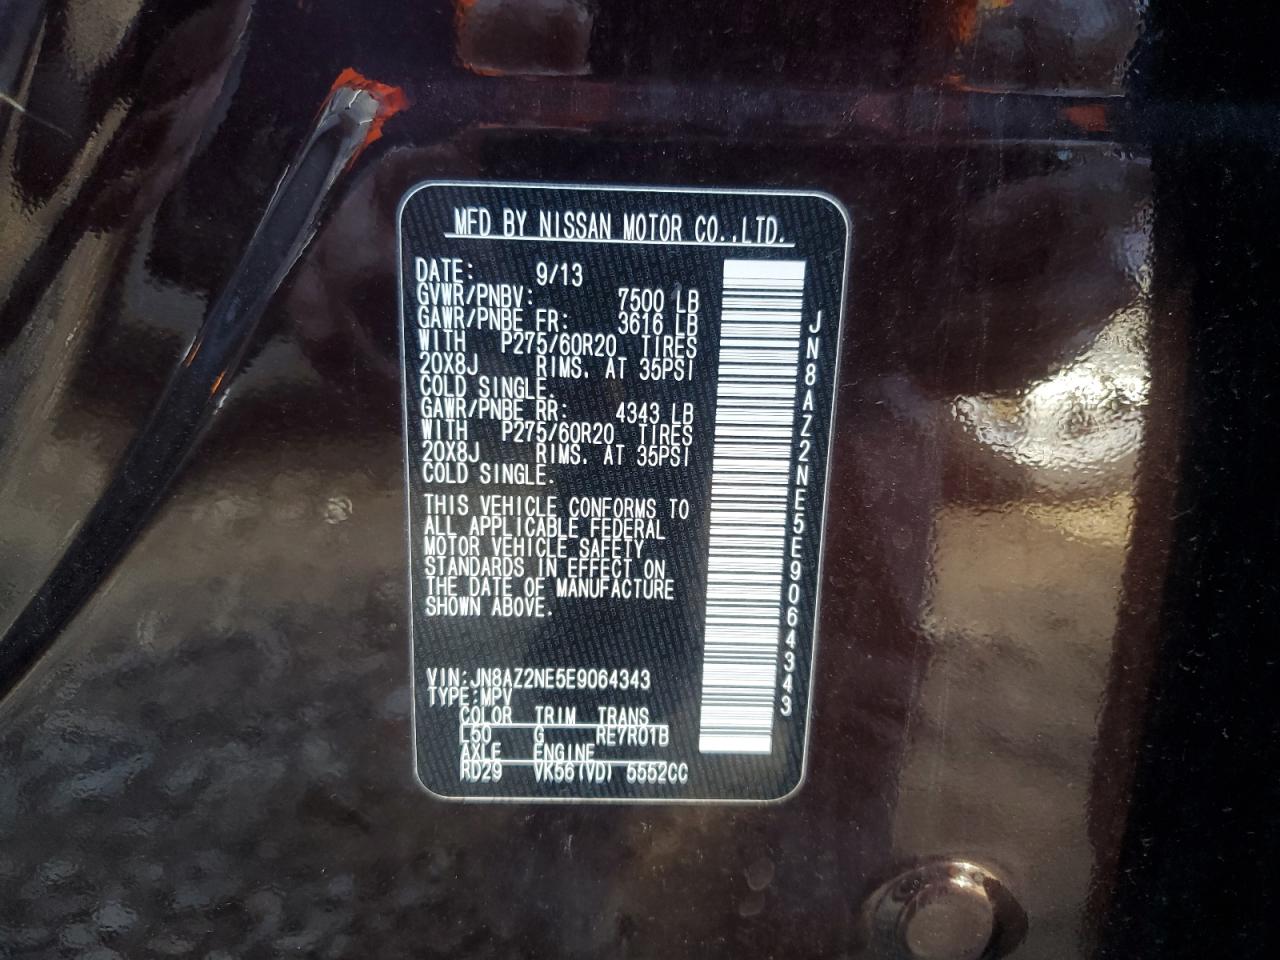 MFD BY NISSAN MOTOR CO.,LTD.
DATE: 9/13
GVWR/PNBV: 7500 LB
GAWR/PNBE FR: 3616 LB
WITH P275/60R20 TIRES
20X8J RIMS. AT 35PSI
COLD SINGLE.
GAWR/PNBE RR: 4343 LB
WITH P275/60R20 TIRES
20X8J RIMS. AT 35PSI
COLD SINGLE.
THIS VEHICLE CONFORMS TO
ALL APPLICABLE FEDERAL
MOTOR VEHICLE SAFETY
STANDARDS IN EFFECT ON
THE DATE OF MANUFACTURE
SHOWN ABOVE.
VIN:JN8AZ2NE5E9064343
TYPE:MPV
COLOR TRIM TRANS
L50 G RE7R01B
AXLE ENGINE
RD29 VK56(VD) 5552CC
JN8AZ2NE5E9064343